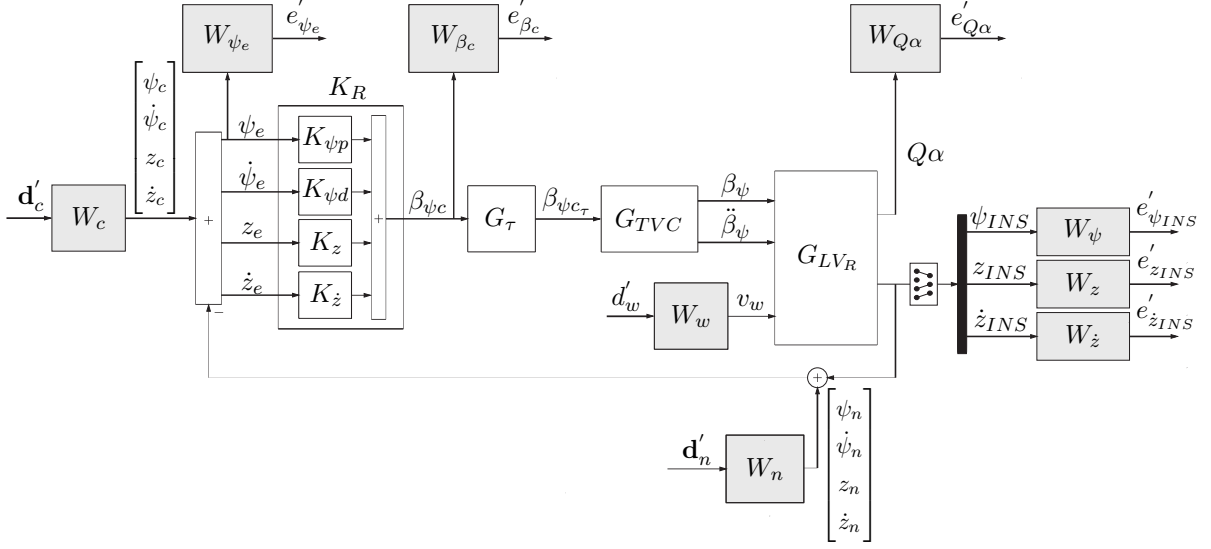 W_{ψ_e}
e'_{ψ_e}
W_{β_c}
e'_{β_c}
W_{Qα}
e'_{Qα}
[ψ_c
ψ̇_c
z_c
ż_c]
K_R
ψ_e
K_{ψp}
ψ̇_e
K_{ψd}
z_e
K_z
ż_e
K_ż
d'_c
W_c
+
−
+
β_{ψc}
G_τ
β_{ψc_τ}
G_{TVC}
β_ψ
β̈_ψ
G_{LV_R}
Qα
d'_w
W_w
v_w
ψ_{INS}
W_ψ
e'_{ψ_{INS}}
z_{INS}
W_z
e'_{z_{INS}}
ż_{INS}
W_ż
e'_{ż_{INS}}
+
d'_n
W_n
[ψ_n
ψ̇_n
z_n
ż_n]